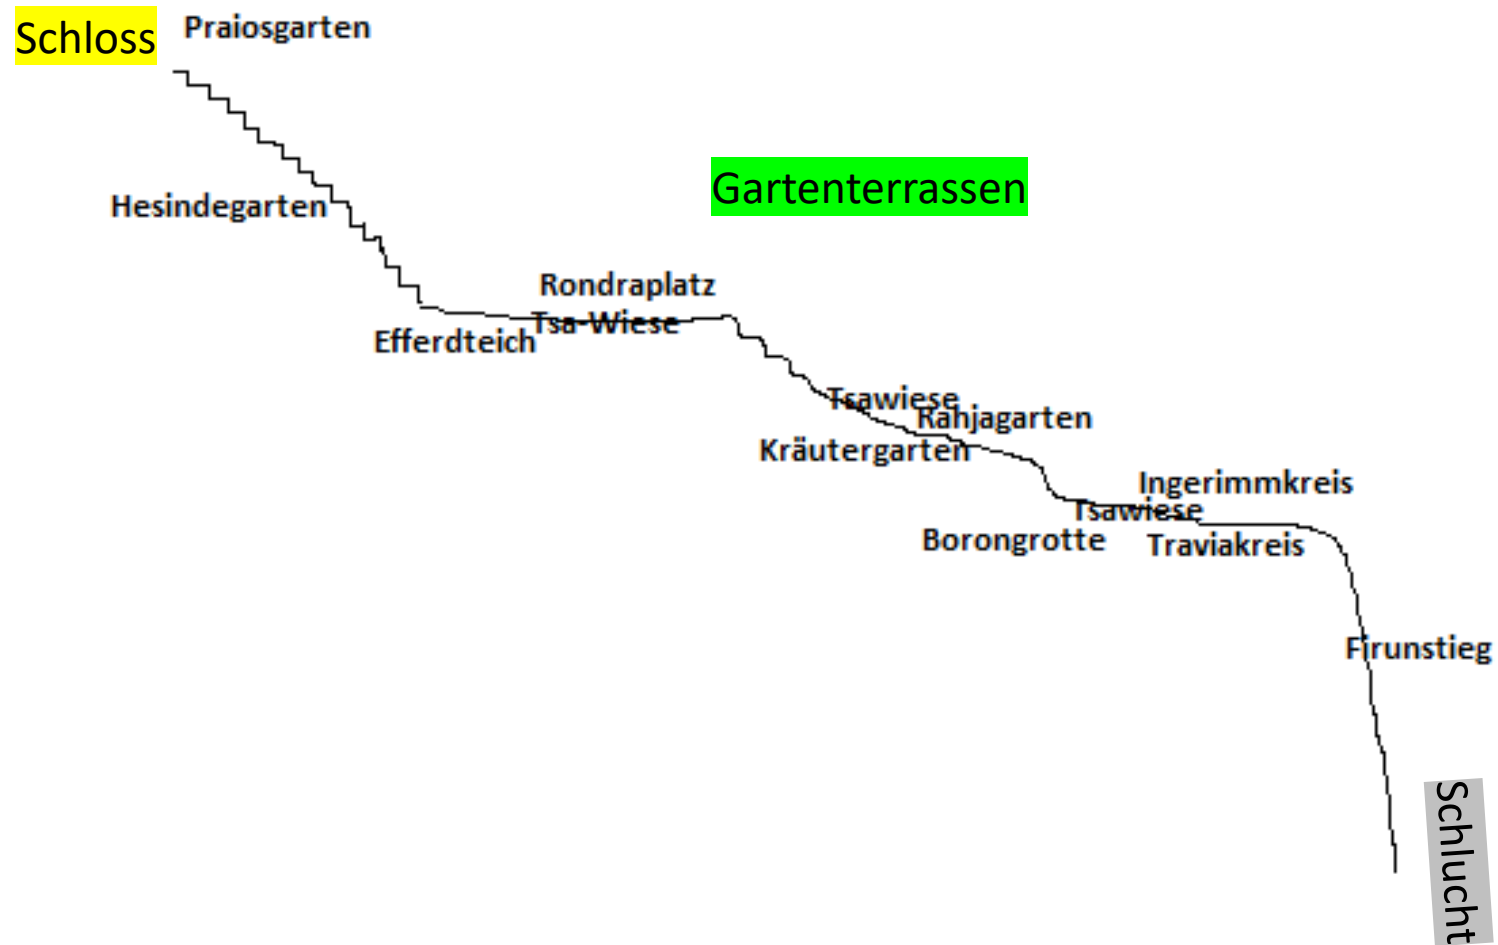 Schloss
Praiosgarten
Gartenterrassen
Hesindegarten
Rondraplatz
Tsa-Wiese
Efferdteich
Tsawiese
Rahjagarten
Kräutergarten
Ingerimmkreis
Tsawiese
Borongrotte
Traviakreis
Firunstieg
Schlucht